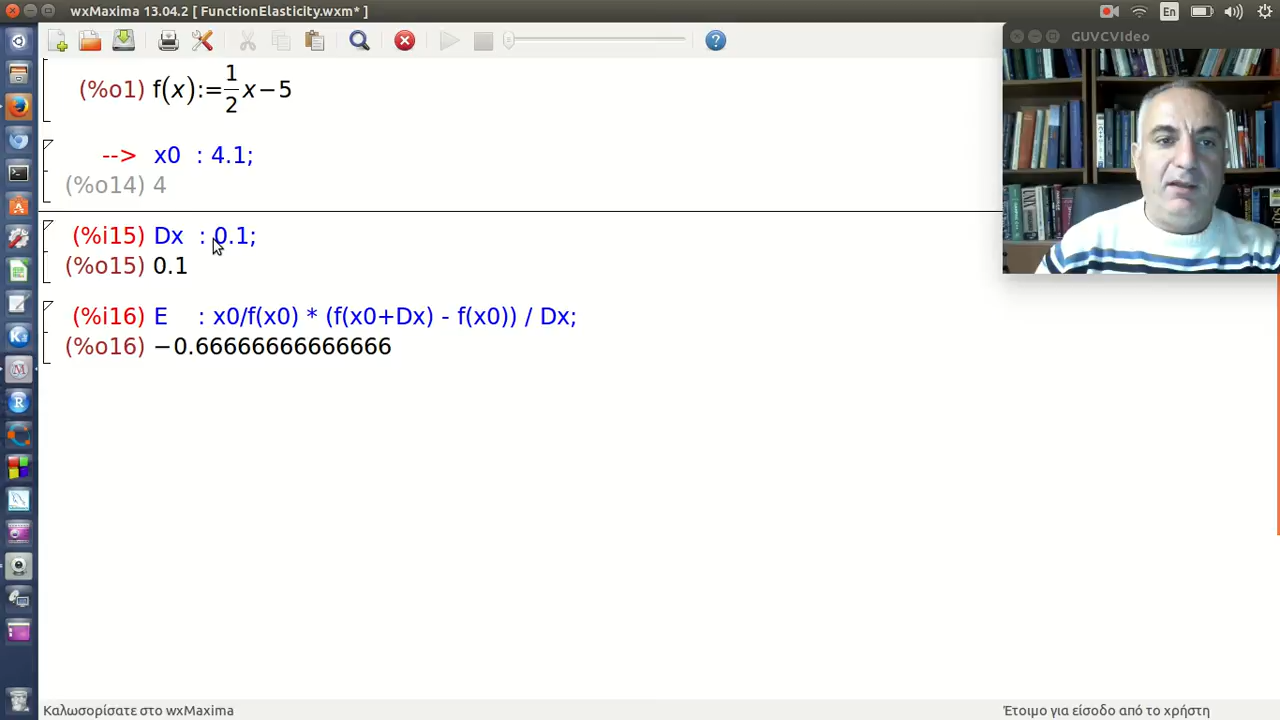 wxMaxima 13.04.2 [ FunctionElasticity.wxm* ]
En
GUVCVIdeo
(%o1) f(x):=1/2 x−5
--> x0 : 4.1;
(%o14) 4
(%i15) Dx : 0.1;
(%o15) 0.1
(%i16) E : x0/f(x0) * (f(x0+Dx) - f(x0)) / Dx;
(%o16) −0.66666666666666
Καλωσορίσατε στο wxMaxima
Έτοιμο για είσοδο από το χρήστη